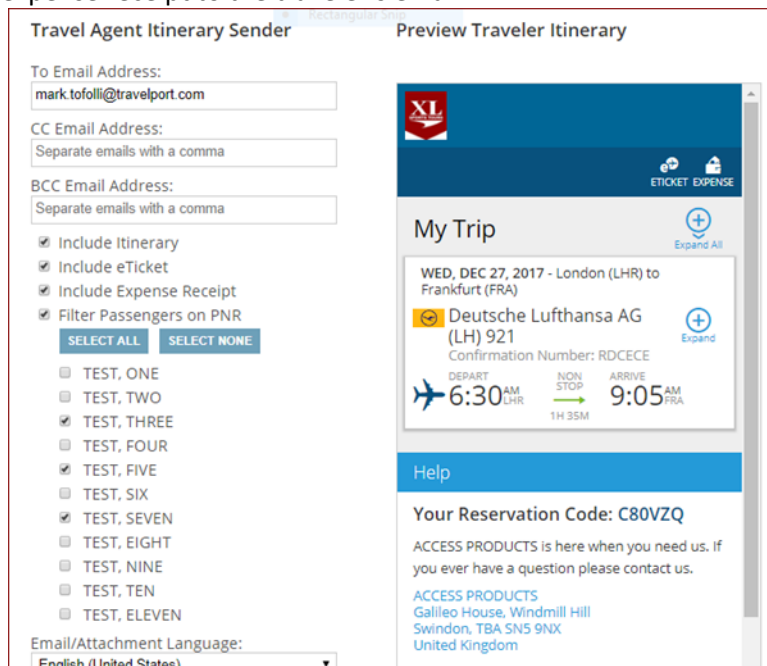 Rectangular Snip
Travel Agent Itinerary Sender
To Email Address:
mark.tofolli@travelport.com
CC Email Address:
Separate emails with a comma
BCC Email Address:
Separate emails with a comma
Include Itinerary
Include eTicket
Include Expense Receipt
Filter Passengers on PNR
SELECT ALL SELECT NONE
TEST, ONE
TEST, TWO
TEST, THREE
TEST, FOUR
TEST, FIVE
TEST, SIX
TEST, SEVEN
TEST, EIGHT
TEST, NINE
TEST, TEN
TEST, ELEVEN
Email/Attachment Language:
English (United States)
Preview Traveler Itinerary
XL
ETICKET EXPENSE
My Trip
Expand All
WED, DEC 27, 2017 - London (LHR) to
Frankfurt (FRA)
Deutsche Lufthansa AG
(LH) 921
Expand
Confirmation Number: RDCECE
DEPART NON STOP ARRIVE
6:30 AM LHR 9:05 AM FRA
1H 35M
Help
Your Reservation Code: C80VZQ
ACCESS PRODUCTS is here when you need us. If
you ever have a question please contact us.
ACCESS PRODUCTS
Galileo House, Windmill Hill
Swindon, TBA SN5 9NX
United Kingdom